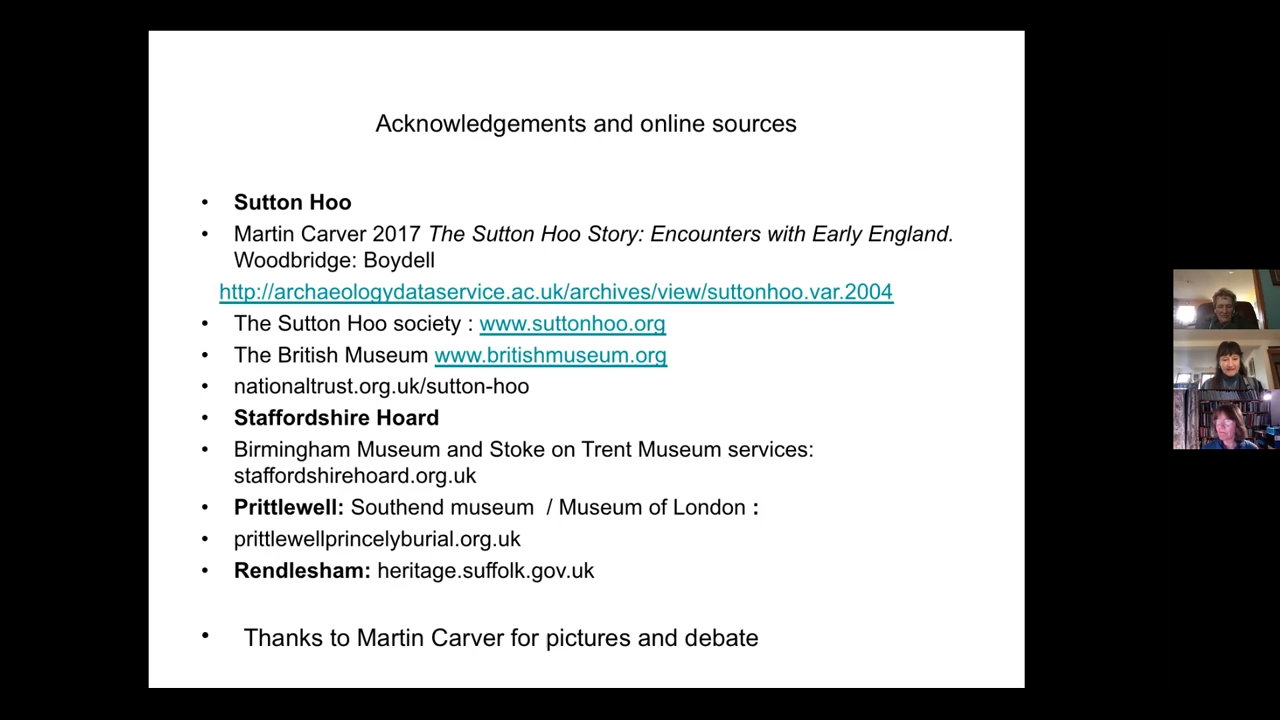 Acknowledgements and online sources
• Sutton Hoo
• Martin Carver 2017 The Sutton Hoo Story: Encounters with Early England.
Woodbridge: Boydell
http://archaeologydataservice.ac.uk/archives/view/suttonhoo.var.2004
• The Sutton Hoo society : www.suttonhoo.org
• The British Museum www.britishmuseum.org
• nationaltrust.org.uk/sutton-hoo
• Staffordshire Hoard
• Birmingham Museum and Stoke on Trent Museum services:
staffordshirehoard.org.uk
• Prittlewell: Southend museum / Museum of London :
• prittlewellprincelyburial.org.uk
• Rendlesham: heritage.suffolk.gov.uk
• Thanks to Martin Carver for pictures and debate